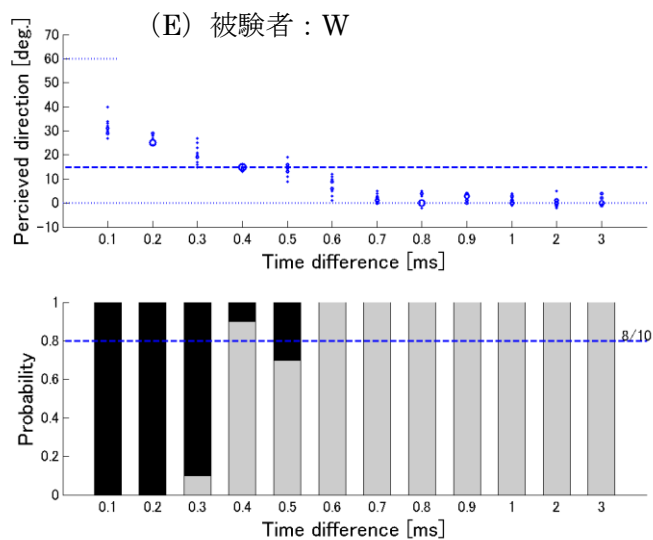 (E) 被験者：W
Percieved direction [deg.]
70
60
50
40
30
20
10
0
-10
0.1 0.2 0.3 0.4 0.5 0.6 0.7 0.8 0.9 1 2 3
Time difference [ms]
Probability
1
0.8
0.6
0.4
0.2
0
8/10
0.1 0.2 0.3 0.4 0.5 0.6 0.7 0.8 0.9 1 2 3
Time difference [ms]